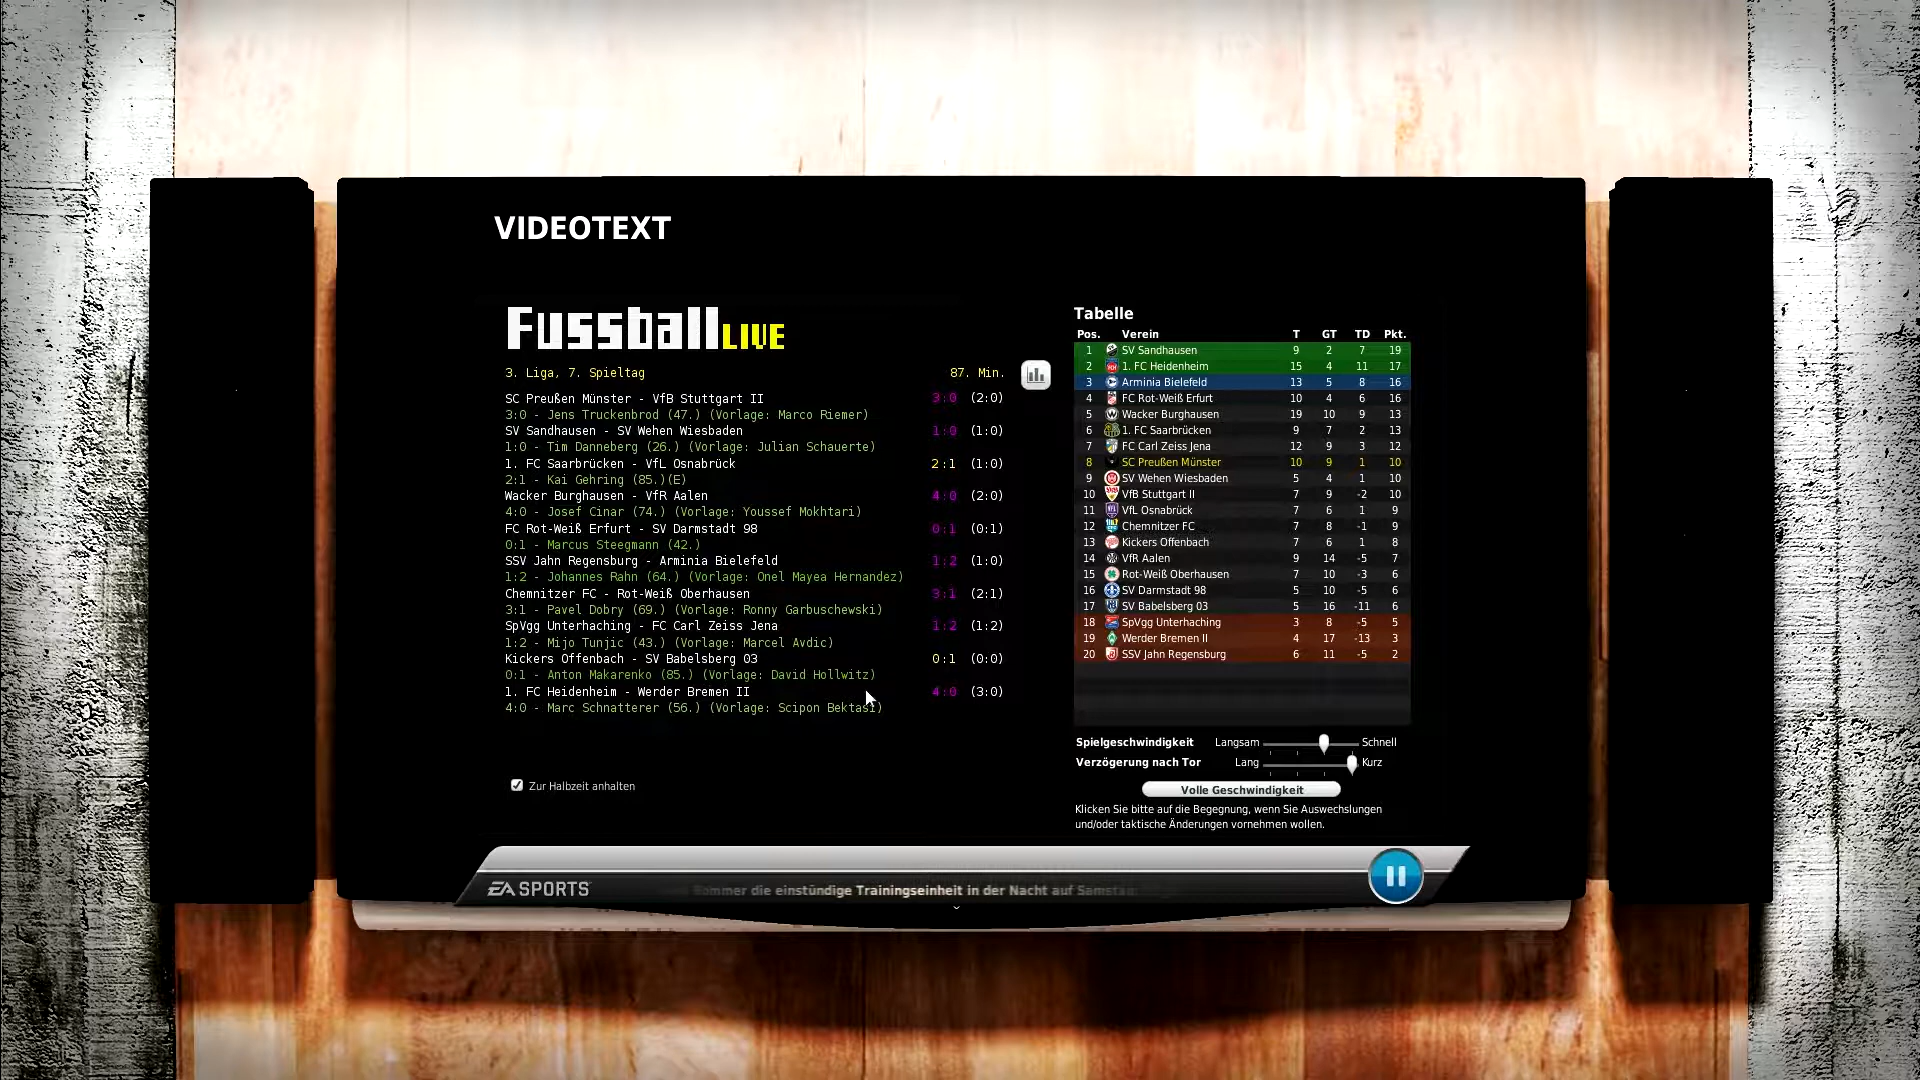 VIDEOTEXT
Fussball LIVE
3. Liga, 7. Spieltag 87. Min.
SC Preußen Münster - VfB Stuttgart II 3:0 (2:0)
3:0 - Jens Truckenbrod (47.) (Vorlage: Marco Riemer)
SV Sandhausen - SV Wehen Wiesbaden 1:0 (1:0)
1:0 - Tim Danneberg (26.) (Vorlage: Julian Schauerte)
1. FC Saarbrücken - VfL Osnabrück 2:1 (1:0)
2:1 - Kai Gehring (85.)(E)
Wacker Burghausen - VfR Aalen 4:0 (2:0)
4:0 - Josef Cinar (74.) (Vorlage: Youssef Mokhtari)
FC Rot-Weiß Erfurt - SV Darmstadt 98 0:1 (0:1)
0:1 - Marcus Steegmann (42.)
SSV Jahn Regensburg - Arminia Bielefeld 1:2 (1:0)
1:2 - Johannes Rahn (64.) (Vorlage: Onel Mayea Hernandez)
Chemnitzer FC - Rot-Weiß Oberhausen 3:1 (2:1)
3:1 - Pavel Dobry (69.) (Vorlage: Ronny Garbuschewski)
SpVgg Unterhaching - FC Carl Zeiss Jena 1:2 (1:2)
1:2 - Mijo Tunjic (43.) (Vorlage: Marcel Avdic)
Kickers Offenbach - SV Babelsberg 03 0:1 (0:0)
0:1 - Anton Makarenko (85.) (Vorlage: David Hollwitz)
1. FC Heidenheim - Werder Bremen II 4:0 (3:0)
4:0 - Marc Schnatterer (56.) (Vorlage: Scipon Bektasi)
Zur Halbzeit anhalten
Tabelle
Pos. Verein T GT TD Pkt.
1 SV Sandhausen 9 2 7 19
2 1. FC Heidenheim 15 4 11 17
3 Arminia Bielefeld 13 5 8 16
4 FC Rot-Weiß Erfurt 10 4 6 16
5 Wacker Burghausen 19 10 9 13
6 1. FC Saarbrücken 9 7 2 13
7 FC Carl Zeiss Jena 12 9 3 12
8 SC Preußen Münster 10 9 1 10
9 SV Wehen Wiesbaden 5 4 1 10
10 VfB Stuttgart II 7 9 -2 10
11 VfL Osnabrück 7 6 1 9
12 Chemnitzer FC 7 8 -1 9
13 Kickers Offenbach 7 6 1 8
14 VfR Aalen 9 14 -5 7
15 Rot-Weiß Oberhausen 7 10 -3 6
16 SV Darmstadt 98 5 10 -5 6
17 SV Babelsberg 03 5 16 -11 6
18 SpVgg Unterhaching 3 8 -5 5
19 Werder Bremen II 4 17 -13 3
20 SSV Jahn Regensburg 6 11 -5 2
Spielgeschwindigkeit Langsam Schnell
Verzögerung nach Tor Lang Kurz
Volle Geschwindigkeit
Klicken Sie bitte auf die Begegnung, wenn Sie Auswechslungen
und/oder taktische Änderungen vornehmen wollen.
EA SPORTS
Sommer die einstündige Trainingseinheit in der Nacht auf Samsta